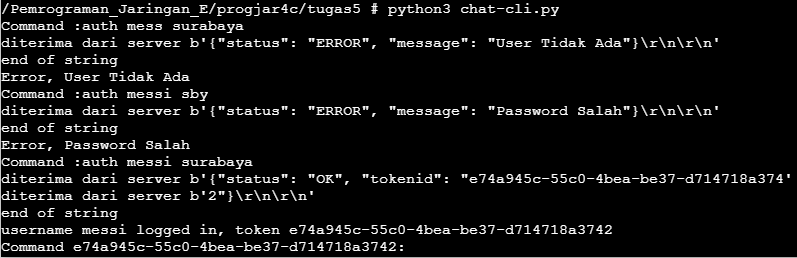 /Pemrograman_Jaringan_E/progjar4c/tugas5 # python3 chat-cli.py
Command :auth mess surabaya
diterima dari server b'{"status": "ERROR", "message": "User Tidak Ada"}\r\n\r\n'
end of string
Error, User Tidak Ada
Command :auth messi sby
diterima dari server b'{"status": "ERROR", "message": "Password Salah"}\r\n\r\n'
end of string
Error, Password Salah
Command :auth messi surabaya
diterima dari server b'{"status": "OK", "tokenid": "e74a945c-55c0-4bea-be37-d714718a374'
diterima dari server b'2"}\r\n\r\n'
end of string
username messi logged in, token e74a945c-55c0-4bea-be37-d714718a3742
Command e74a945c-55c0-4bea-be37-d714718a3742: